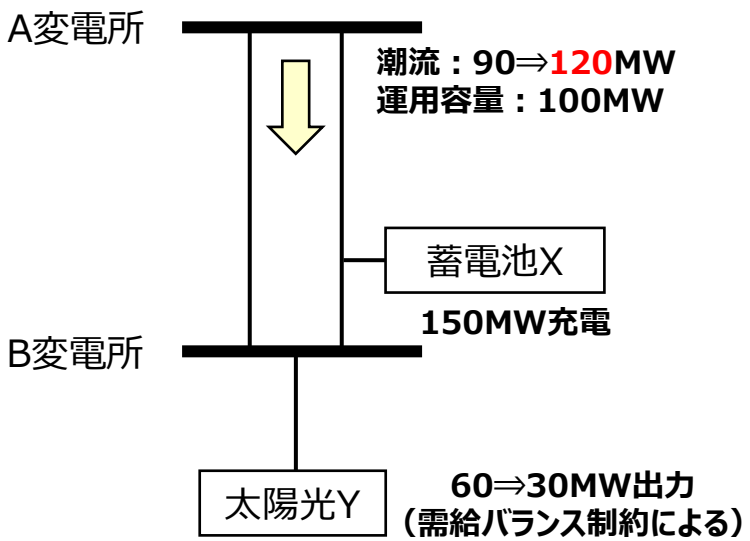 A変電所
潮流：90⇒120MW
運用容量：100MW
蓄電池X
150MW充電
B変電所
太陽光Y
60⇒30MW出力
（需給バランス制約による）